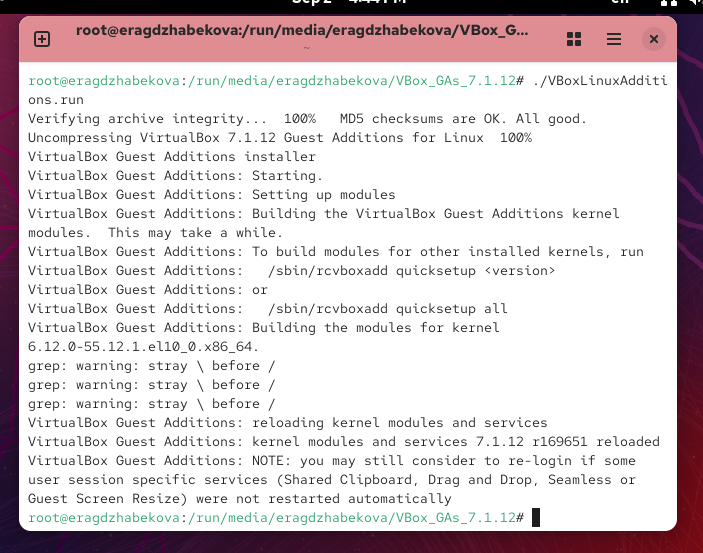 root@eragdzhabekova:/run/media/eragdzhabekova/VBox_G...
~
root@eragdzhabekova:/run/media/eragdzhabekova/VBox_GAs_7.1.12# ./VBoxLinuxAdditi
ons.run
Verifying archive integrity...  100%   MD5 checksums are OK. All good.
Uncompressing VirtualBox 7.1.12 Guest Additions for Linux  100%
VirtualBox Guest Additions installer
VirtualBox Guest Additions: Starting.
VirtualBox Guest Additions: Setting up modules
VirtualBox Guest Additions: Building the VirtualBox Guest Additions kernel
modules.  This may take a while.
VirtualBox Guest Additions: To build modules for other installed kernels, run
VirtualBox Guest Additions:   /sbin/rcvboxadd quicksetup <version>
VirtualBox Guest Additions: or
VirtualBox Guest Additions:   /sbin/rcvboxadd quicksetup all
VirtualBox Guest Additions: Building the modules for kernel
6.12.0-55.12.1.el10_0.x86_64.
grep: warning: stray \ before /
grep: warning: stray \ before /
grep: warning: stray \ before /
VirtualBox Guest Additions: reloading kernel modules and services
VirtualBox Guest Additions: kernel modules and services 7.1.12 r169651 reloaded
VirtualBox Guest Additions: NOTE: you may still consider to re-login if some
user session specific services (Shared Clipboard, Drag and Drop, Seamless or
Guest Screen Resize) were not restarted automatically
root@eragdzhabekova:/run/media/eragdzhabekova/VBox_GAs_7.1.12#